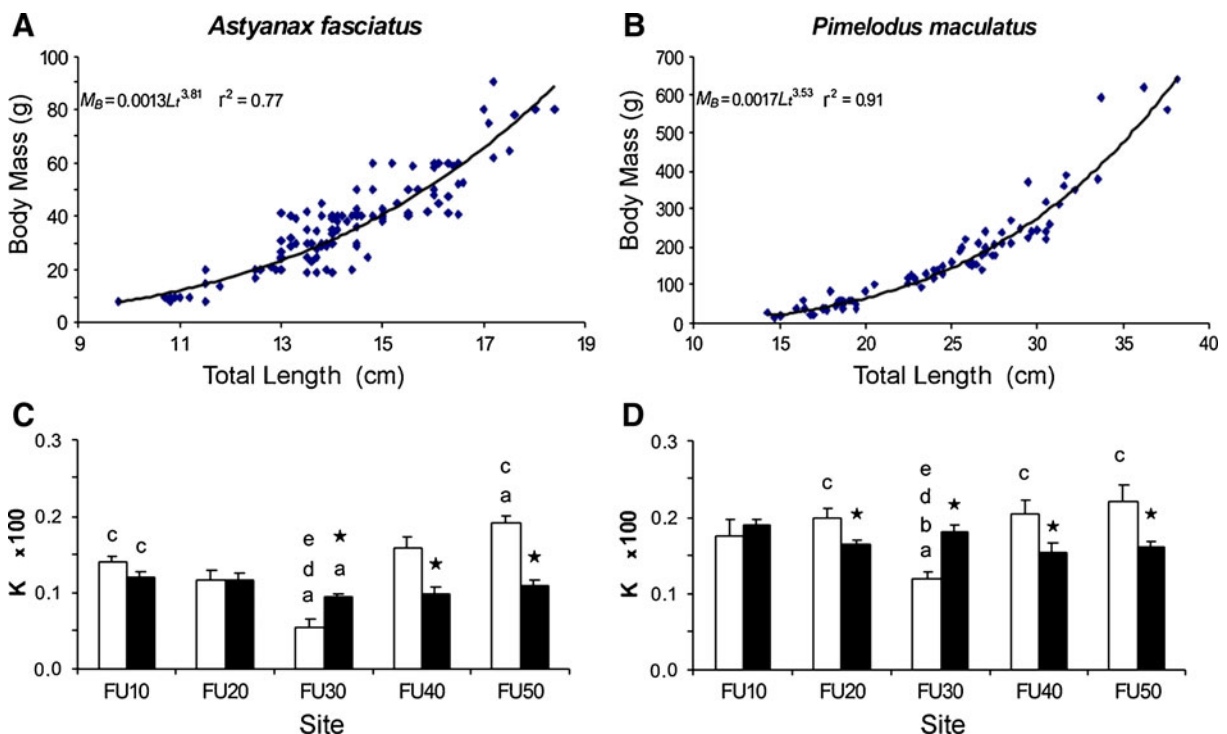 A Astyanax fasciatus
M_B=0.0013Lt^3.81 r² = 0.77
Body Mass (g)
100
80
60
40
20
0
9 11 13 15 17 19
Total Length (cm)
B Pimelodus maculatus
M_B=0.0017Lt^3.53 r² = 0.91
Body Mass (g)
700
600
500
400
300
200
100
0
10 15 20 25 30 35 40
Total Length (cm)
C
K x100
0.3
0.2
0.1
0.0
c c
e
d
a
★
a
★
c
a
★
FU10 FU20 FU30 FU40 FU50
Site
D
K x100
0.3
0.2
0.1
0.0
c ★
e
d
b
a
★
c
★
c
★
FU10 FU20 FU30 FU40 FU50
Site